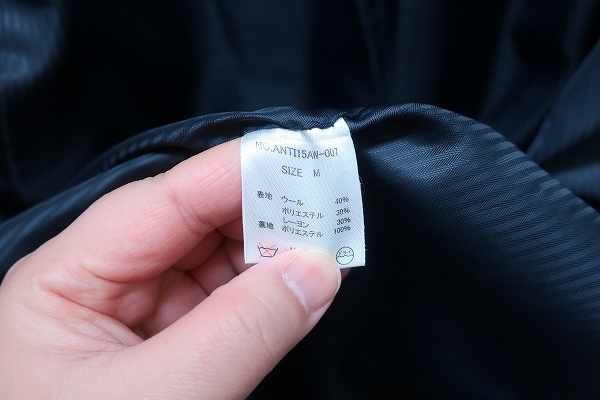 NO.ANTI15AW-007
SIZE M
表地 ウール 40%
ポリエステル 30%
レーヨン 30%
裏地 ポリエステル 100%